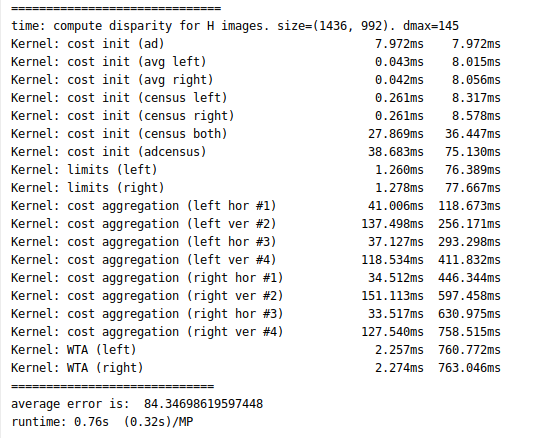 ==============================
time: compute disparity for H images. size=(1436, 992). dmax=145
Kernel: cost init (ad) 7.972ms 7.972ms
Kernel: cost init (avg left) 0.043ms 8.015ms
Kernel: cost init (avg right) 0.042ms 8.056ms
Kernel: cost init (census left) 0.261ms 8.317ms
Kernel: cost init (census right) 0.261ms 8.578ms
Kernel: cost init (census both) 27.869ms 36.447ms
Kernel: cost init (adcensus) 38.683ms 75.130ms
Kernel: limits (left) 1.260ms 76.389ms
Kernel: limits (right) 1.278ms 77.667ms
Kernel: cost aggregation (left hor #1) 41.006ms 118.673ms
Kernel: cost aggregation (left ver #2) 137.498ms 256.171ms
Kernel: cost aggregation (left hor #3) 37.127ms 293.298ms
Kernel: cost aggregation (left ver #4) 118.534ms 411.832ms
Kernel: cost aggregation (right hor #1) 34.512ms 446.344ms
Kernel: cost aggregation (right ver #2) 151.113ms 597.458ms
Kernel: cost aggregation (right hor #3) 33.517ms 630.975ms
Kernel: cost aggregation (right ver #4) 127.540ms 758.515ms
Kernel: WTA (left) 2.257ms 760.772ms
Kernel: WTA (right) 2.274ms 763.046ms
=============================
average error is:  84.34698619597448
runtime: 0.76s  (0.32s)/MP